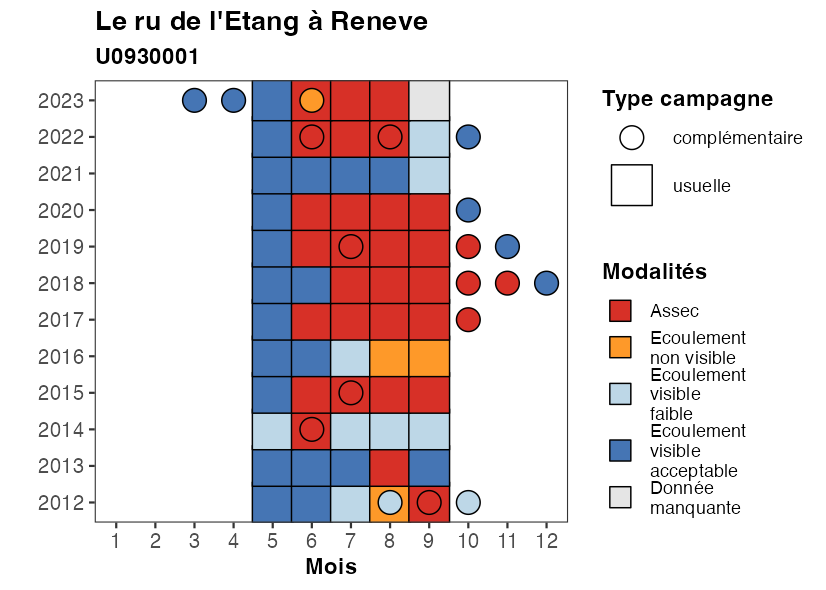 Le ru de l'Etang à Reneve
U0930001
2023
2022
2021
2020
2019
2018
2017
2016
2015
2014
2013
2012
1 2 3 4 5 6 7 8 9 10 11 12
Mois
Type campagne
complémentaire
usuelle
Modalités
Assec
Ecoulement
non visible
Ecoulement
visible
faible
Ecoulement
visible
acceptable
Donnée
manquante